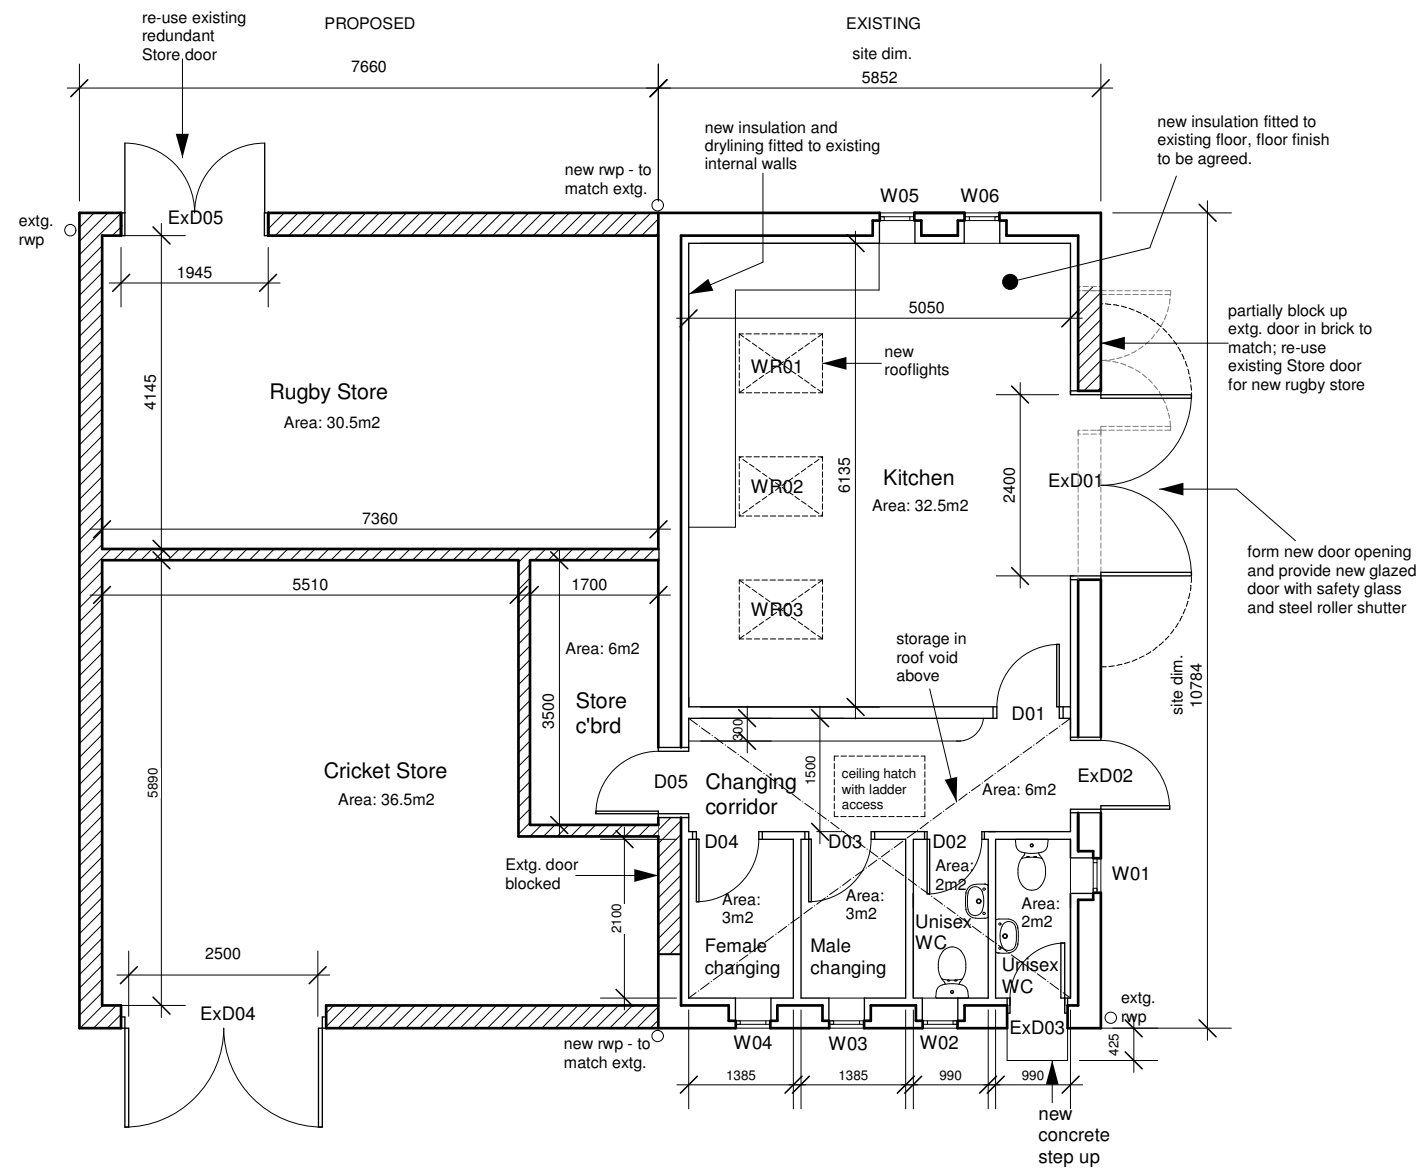 re-use existing
redundant
Store door
PROPOSED
EXISTING
site dim.
7660
5852
new insulation and
drylining fitted to existing
internal walls
new insulation fitted to
existing floor, floor finish
to be agreed.
new rwp - to
match extg.
W05
W06
extg.
rwp
ExD05
1945
5050
partially block up
extg. door in brick to
match; re-use
existing Store door
for new rugby store
WR01
new
rooflights
4145
Rugby Store
Area: 30.5m2
WR02
6135
Kitchen
Area: 32.5m2
2400
ExD01
7360
form new door opening
and provide new glazed
door with safety glass
and steel roller shutter
5510
1700
WR03
storage in
roof void
above
Area: 6m2
Store
c'brd
3500
site dim.
10784
D01
300
1500
Cricket Store
Area: 36.5m2
5890
D05
Changing
corridor
ceiling hatch
with ladder
access
Area: 6m2
ExD02
D04
D03
D02
Extg. door
blocked
2100
Area:
3m2
Area:
3m2
Area:
2m2
Area:
2m2
W01
Female
changing
Male
changing
Unisex
WC
Unisex
WC
2500
ExD04
extg.
rwp
ExD03
425
new rwp - to
match extg.
W04
W03
W02
1385
1385
990
990
new
concrete
step up